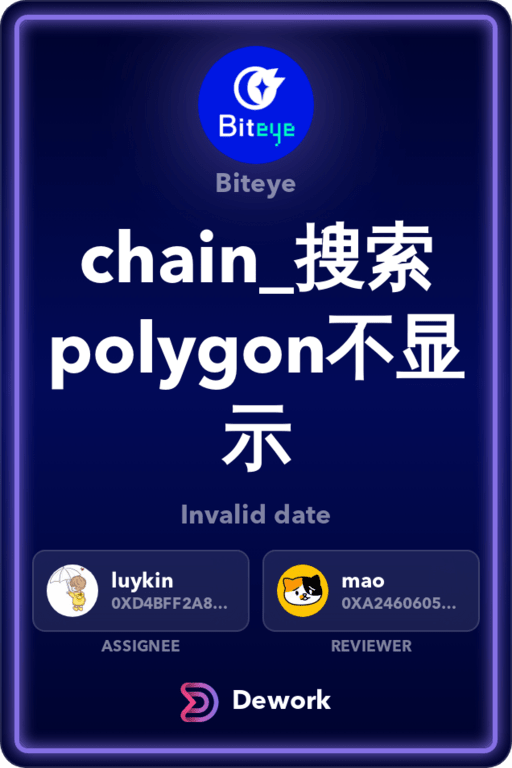 Biteye
Biteye
chain_搜索
polygon不显
示
Invalid date
luykin
0XD4BFF2A8...
mao
0XA2460605...
ASSIGNEE
REVIEWER
Dework